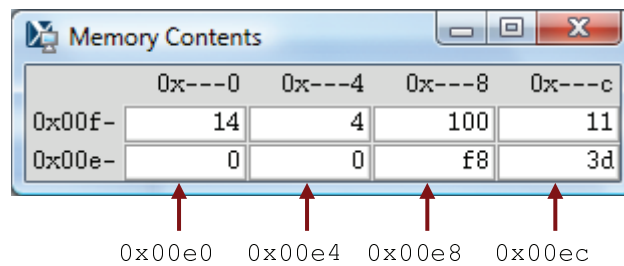 Memory Contents
0x---0 0x---4 0x---8 0x---c
0x00f- 14 4 100 11
0x00e- 0 0 f8 3d
0x00e0 0x00e4 0x00e8 0x00ec